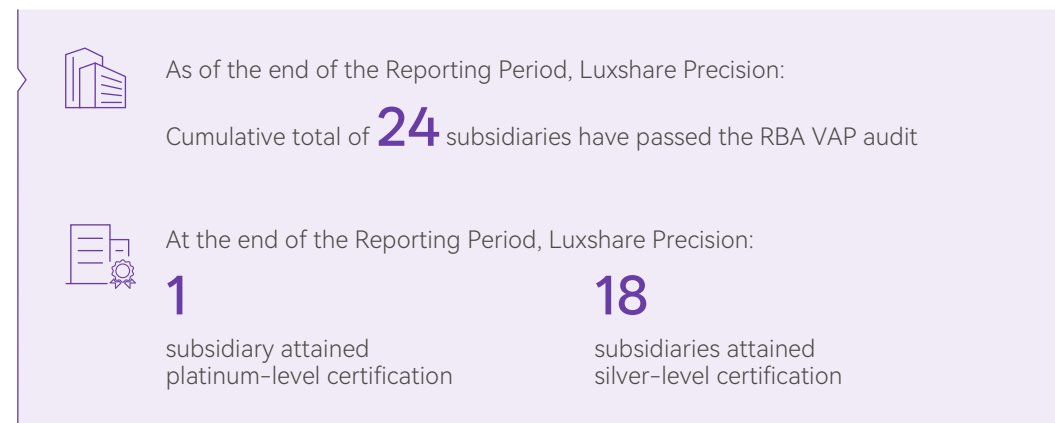 As of the end of the Reporting Period, Luxshare Precision:
Cumulative total of 24 subsidiaries have passed the RBA VAP audit
At the end of the Reporting Period, Luxshare Precision:
1
subsidiary attained
platinum-level certification
18
subsidiaries attained
silver-level certification